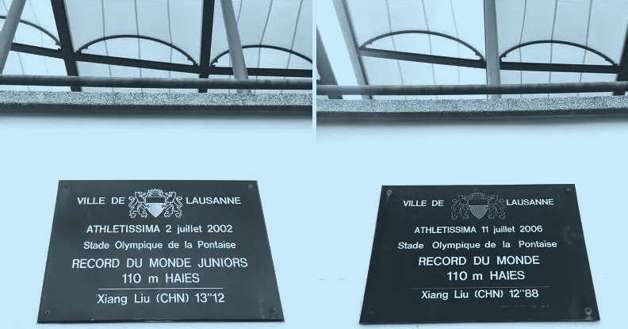 VILLE DE LAUSANNE
ATHLETISSIMA 2 juillet 2002
Stade Olympique de la Pontaise
RECORD DU MONDE JUNIORS
110 m HAIES
Xiang Liu (CHN) 13"12
VILLE DE LAUSANNE
ATHLETISSIMA 11 juillet 2006
Stade Olympique de la Pontaise
RECORD DU MONDE
110 m HAIES
Xiang Liu (CHN) 12"88